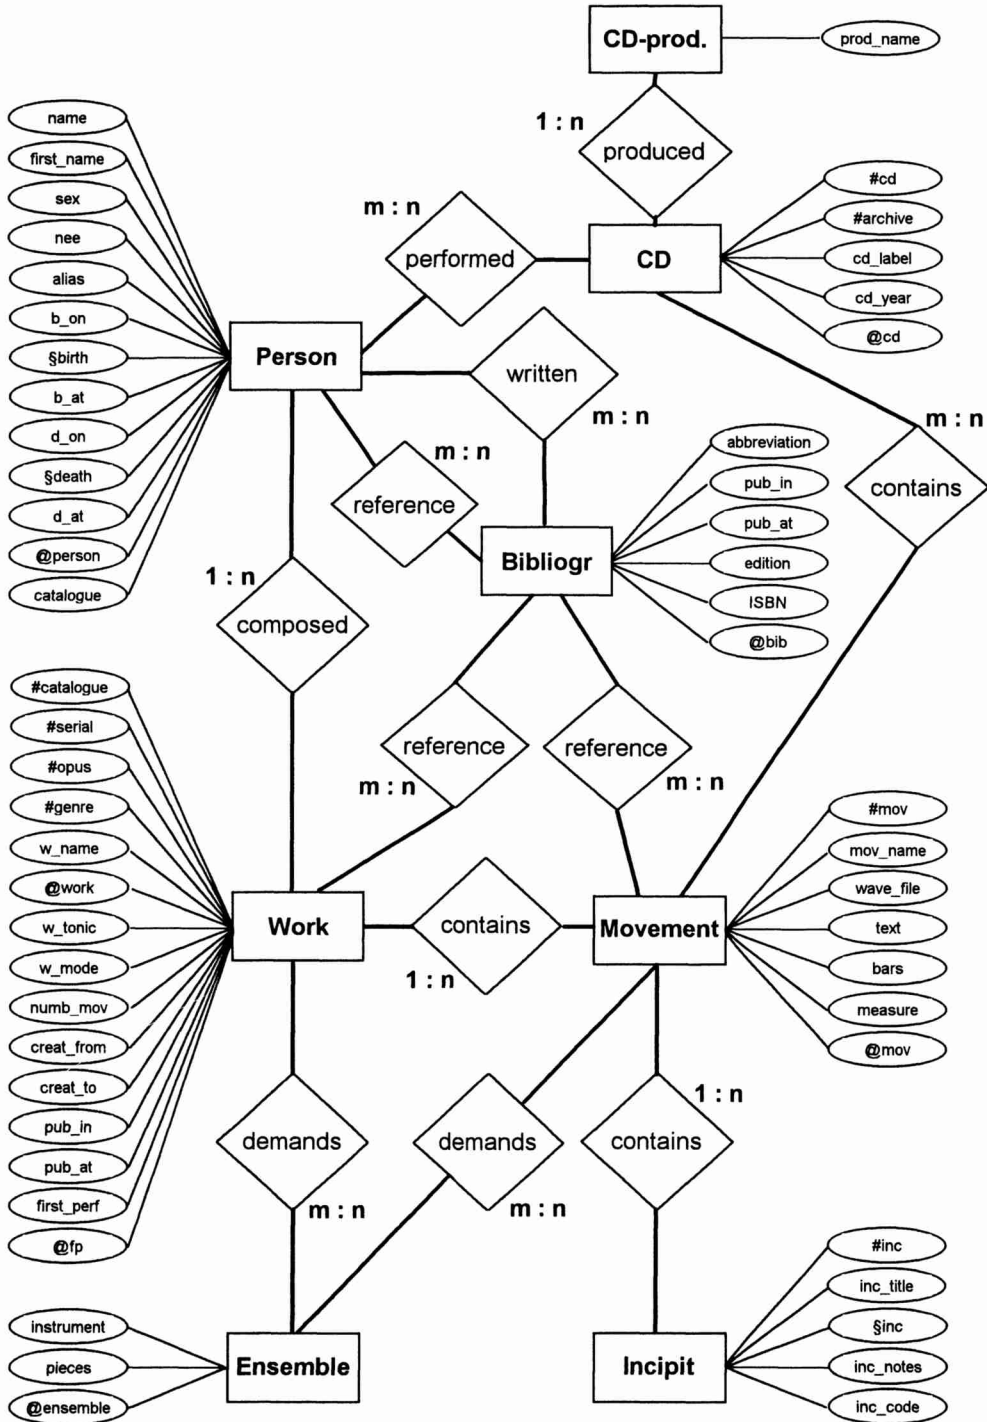 CD-prod.
prod_name
1 : n
produced
name
first_name
sex
nee
alias
b_on
§birth
b_at
d_on
§death
d_at
@person
catalogue
m : n
performed
CD
#cd
#archive
cd_label
cd_year
@cd
Person
written
m : n
m : n
reference
m : n
contains
Bibliogr
abbreviation
pub_in
pub_at
edition
ISBN
@bib
1 : n
composed
#catalogue
#serial
#opus
#genre
w_name
@work
w_tonic
w_mode
numb_mov
creat_from
creat_to
pub_in
pub_at
first_perf
@fp
reference
m : n
reference
m : n
Work
contains
1 : n
Movement
#mov
mov_name
wave_file
text
bars
measure
@mov
demands
m : n
demands
m : n
1 : n
contains
instrument
pieces
@ensemble
Ensemble
Incipit
#inc
inc_title
§inc
inc_notes
inc_code